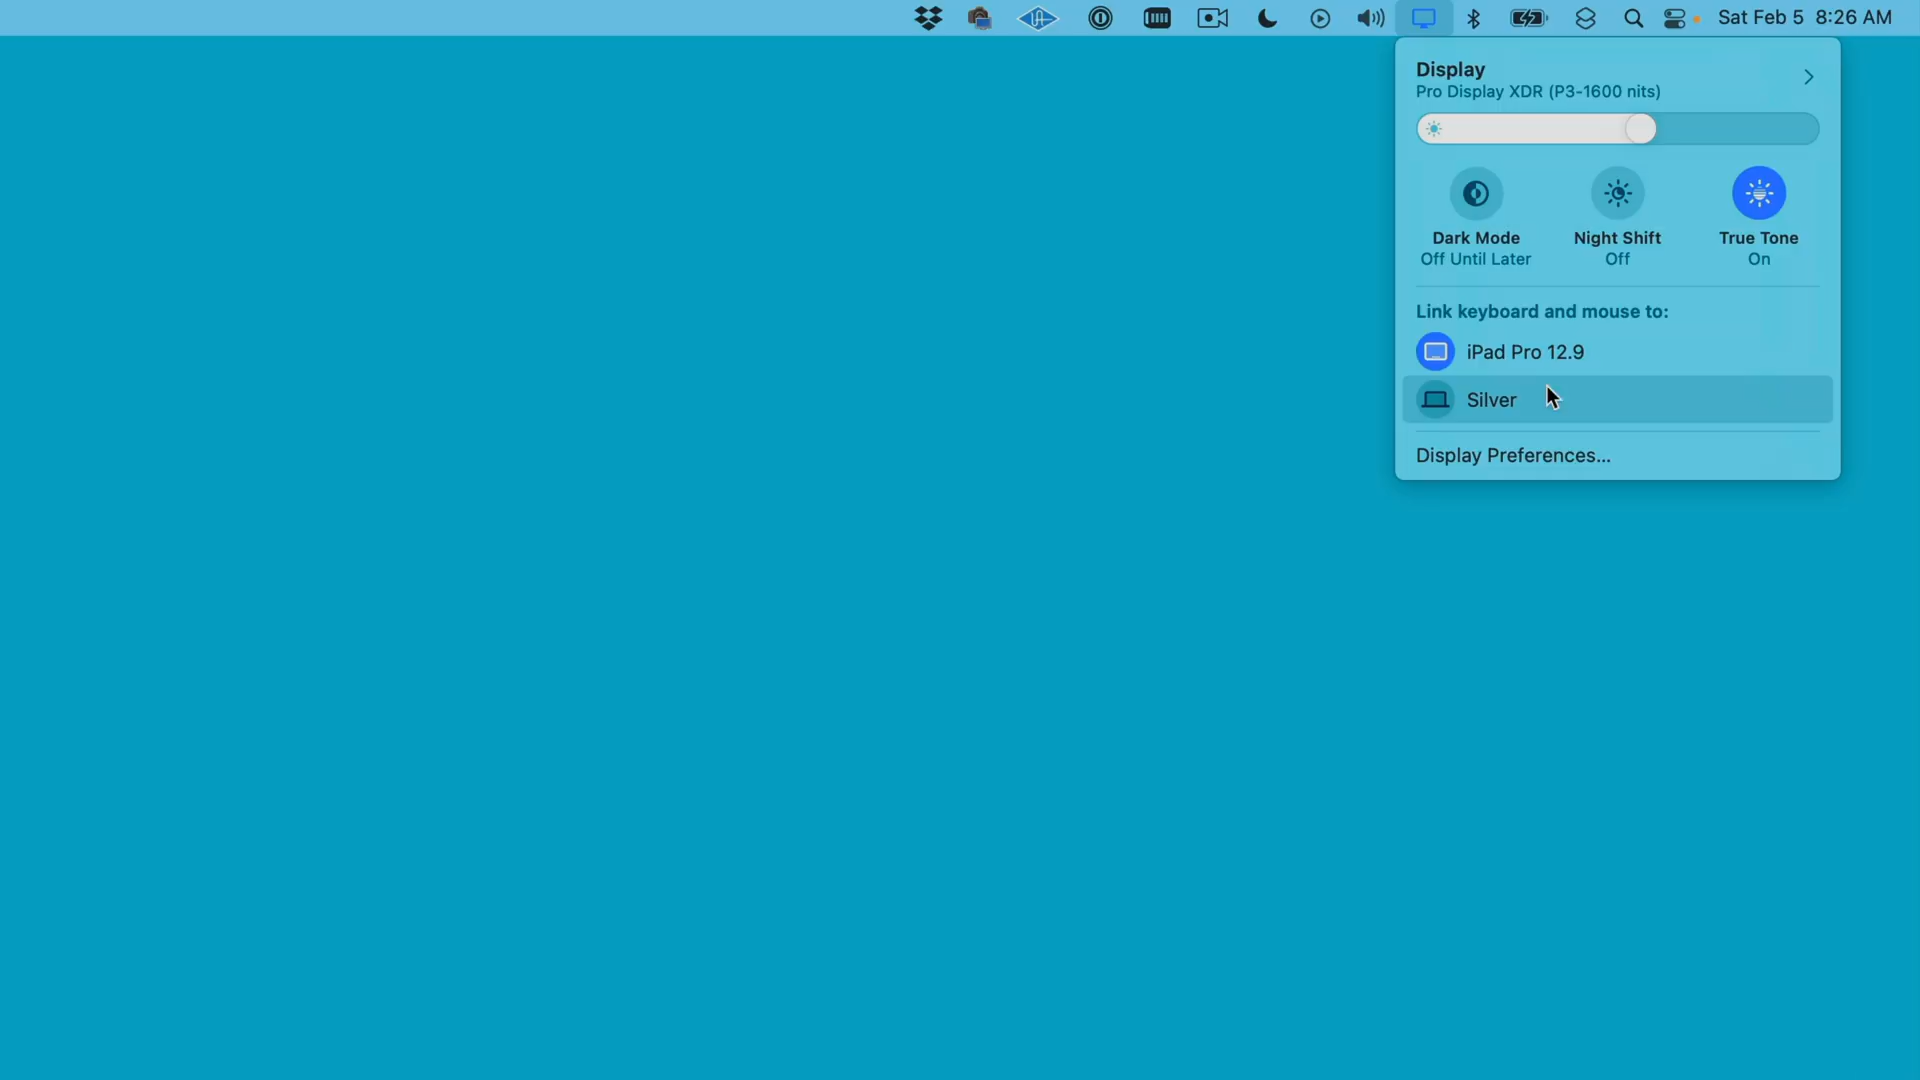 Sat Feb 5 8:26 AM
Display
Pro Display XDR (P3-1600 nits)
Dark Mode
Off Until Later
Night Shift
Off
True Tone
On
Link keyboard and mouse to:
iPad Pro 12.9
Silver
Display Preferences...